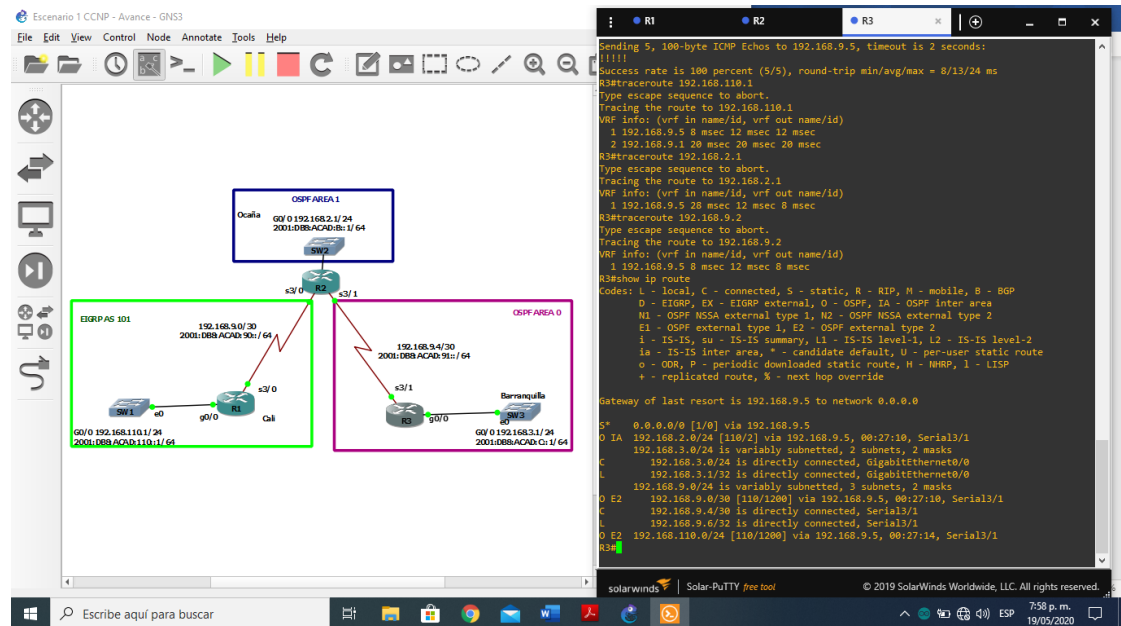 Escenario 1 CCNP - Avance - GNS3
File Edit View Control Node Annotate Tools Help
OSPF AREA 1
Ocaña
G0/0 192.168.2.1/24
2001:DB8:ACAD:B::1/64
SW2
R2
s3/0
s3/1
EIGRP AS 101
192.168.9.0/30
2001:DB8:ACAD:90::/64
s3/0
SW1
e0
g0/0
R1
Cali
G0/0 192.168.110.1/24
2001:DB8:ACAD:110::1/64
OSPF AREA 0
192.168.9.4/30
2001:DB8:ACAD:91::/64
s3/1
Barranquilla
R3
g0/0
SW3
e0
G0/0 192.168.3.1/24
2001:DB8:ACAD:C::1/64
R1
R2
R3
Sending 5, 100-byte ICMP Echos to 192.168.9.5, timeout is 2 seconds:
!!!!!
Success rate is 100 percent (5/5), round-trip min/avg/max = 8/13/24 ms
R3#traceroute 192.168.110.1
Type escape sequence to abort.
Tracing the route to 192.168.110.1
VRF info: (vrf in name/id, vrf out name/id)
1 192.168.9.5 8 msec 12 msec 12 msec
2 192.168.9.1 20 msec 20 msec 20 msec
R3#traceroute 192.168.2.1
Type escape sequence to abort.
Tracing the route to 192.168.2.1
VRF info: (vrf in name/id, vrf out name/id)
1 192.168.9.5 28 msec 12 msec 8 msec
R3#traceroute 192.168.9.2
Type escape sequence to abort.
Tracing the route to 192.168.9.2
VRF info: (vrf in name/id, vrf out name/id)
1 192.168.9.5 8 msec 12 msec 8 msec
R3#show ip route
Codes: L - local, C - connected, S - static, R - RIP, M - mobile, B - BGP
D - EIGRP, EX - EIGRP external, O - OSPF, IA - OSPF inter area
N1 - OSPF NSSA external type 1, N2 - OSPF NSSA external type 2
E1 - OSPF external type 1, E2 - OSPF external type 2
i - IS-IS, su - IS-IS summary, L1 - IS-IS level-1, L2 - IS-IS level-2
ia - IS-IS inter area, * - candidate default, U - per-user static route
o - ODR, P - periodic downloaded static route, H - NHRP, l - LISP
+ - replicated route, % - next hop override
Gateway of last resort is 192.168.9.5 to network 0.0.0.0
S* 0.0.0.0/0 [1/0] via 192.168.9.5
O IA 192.168.2.0/24 [110/2] via 192.168.9.5, 00:27:10, Serial3/1
192.168.3.0/24 is variably subnetted, 2 subnets, 2 masks
C 192.168.3.0/24 is directly connected, GigabitEthernet0/0
L 192.168.3.1/32 is directly connected, GigabitEthernet0/0
192.168.9.0/24 is variably subnetted, 3 subnets, 2 masks
O E2 192.168.9.0/30 [110/1200] via 192.168.9.5, 00:27:10, Serial3/1
C 192.168.9.4/30 is directly connected, Serial3/1
L 192.168.9.6/32 is directly connected, Serial3/1
O E2 192.168.110.0/24 [110/1200] via 192.168.9.5, 00:27:14, Serial3/1
R3#
solarwinds Solar-PuTTY free tool © 2019 SolarWinds Worldwide, LLC. All rights reserved.
Escribe aquí para buscar
ESP
7:58 p. m.
19/05/2020